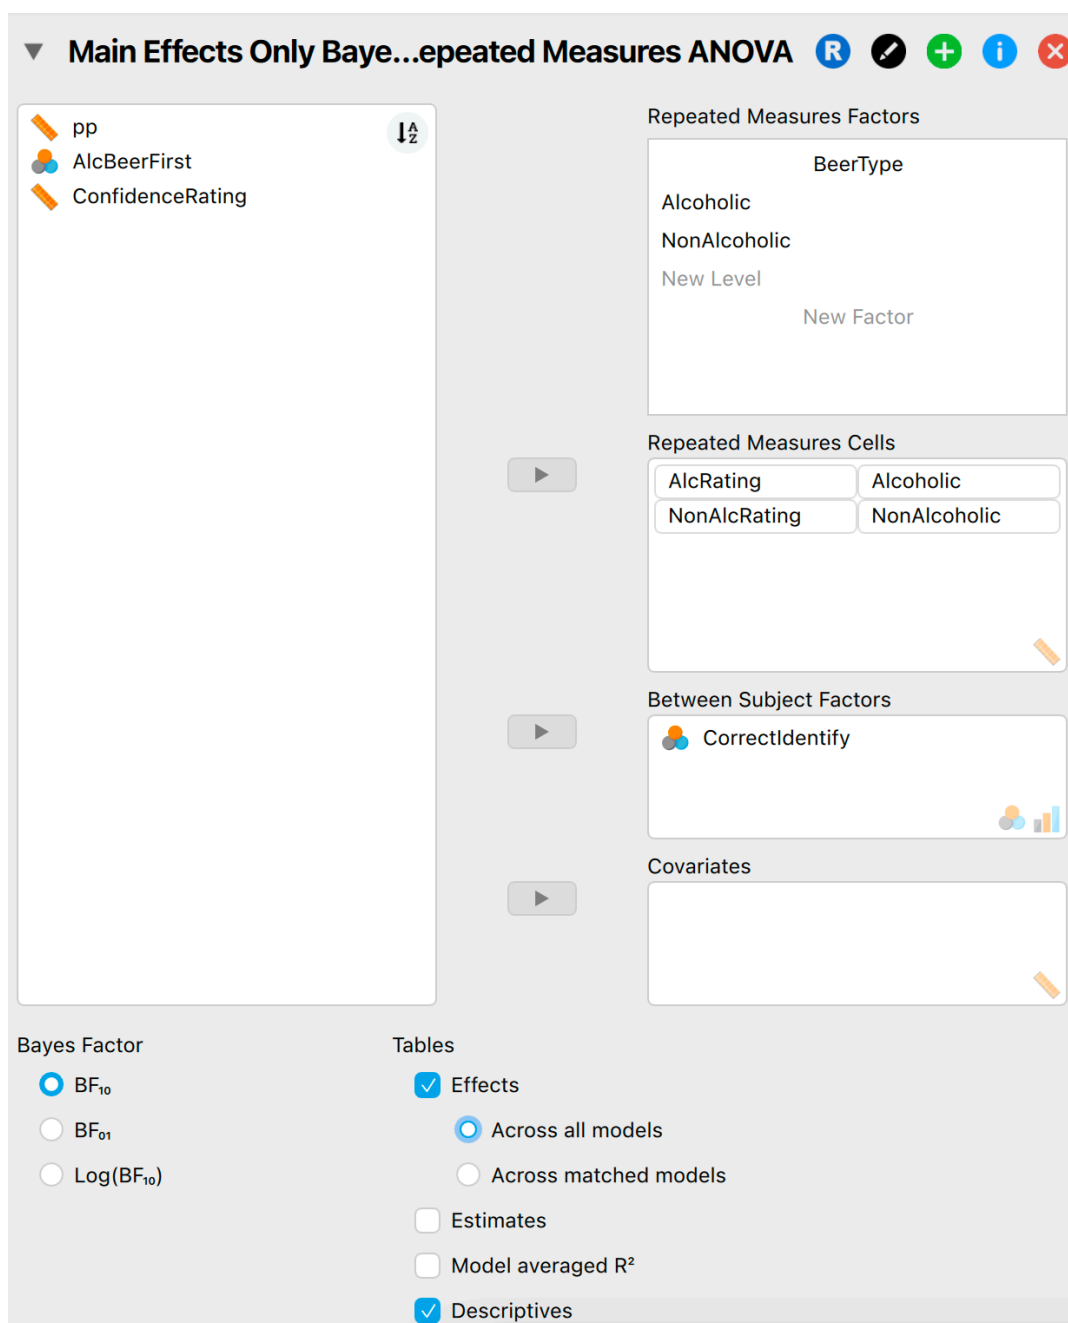 Main Effects Only Baye...epeated Measures ANOVA R + i
pp
A
Z
AlcBeerFirst
ConfidenceRating
Repeated Measures Factors
BeerType
Alcoholic
NonAlcoholic
New Level
New Factor
Repeated Measures Cells
AlcRating Alcoholic
NonAlcRating NonAlcoholic
Between Subject Factors
CorrectIdentify
Covariates
Bayes Factor
BF₁₀
BF₀₁
Log(BF₁₀)
Tables
Effects
Across all models
Across matched models
Estimates
Model averaged R²
Descriptives